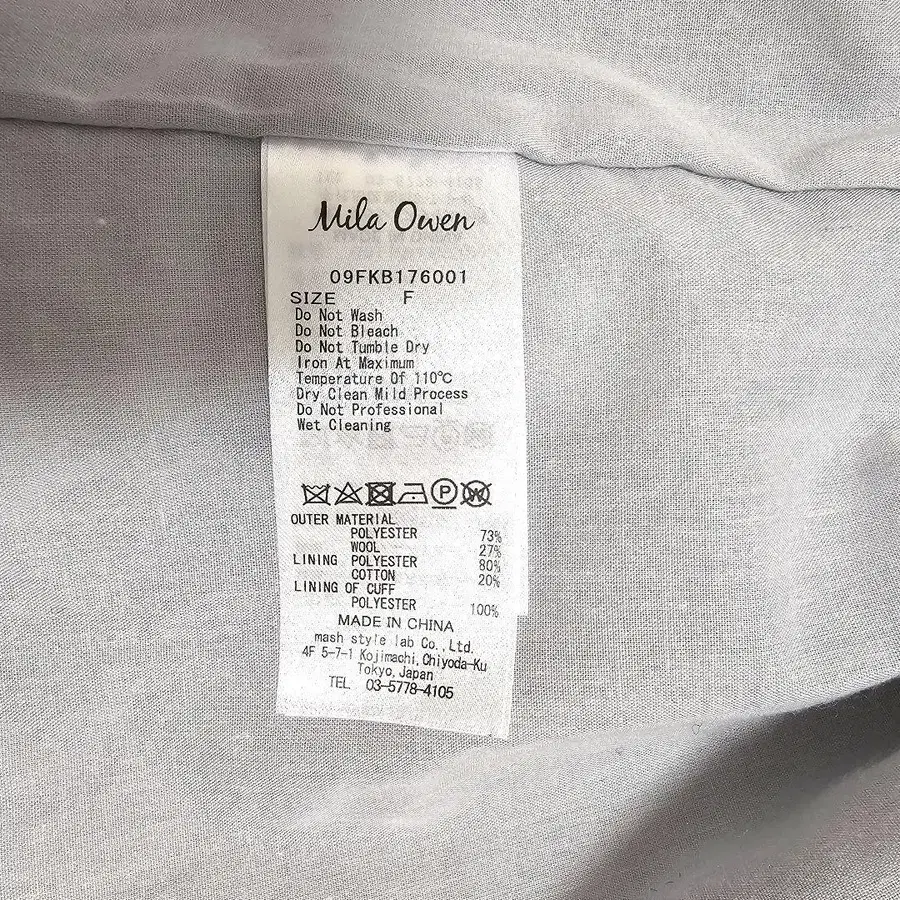 Mila Owen
09FKB176001
SIZE F
Do Not Wash
Do Not Bleach
Do Not Tumble Dry
Iron At Maximum
Temperature Of 110℃
Dry Clean Mild Process
Do Not Professional
Wet Cleaning
P W
OUTER MATERIAL
POLYESTER 73%
WOOL 27%
LINING POLYESTER 80%
COTTON 20%
LINING OF CUFF
POLYESTER 100%
MADE IN CHINA
mash style lab Co.,Ltd.
4F 5-7-1 Kojimachi,Chiyoda-Ku
Tokyo,Japan
TEL 03-5778-4105